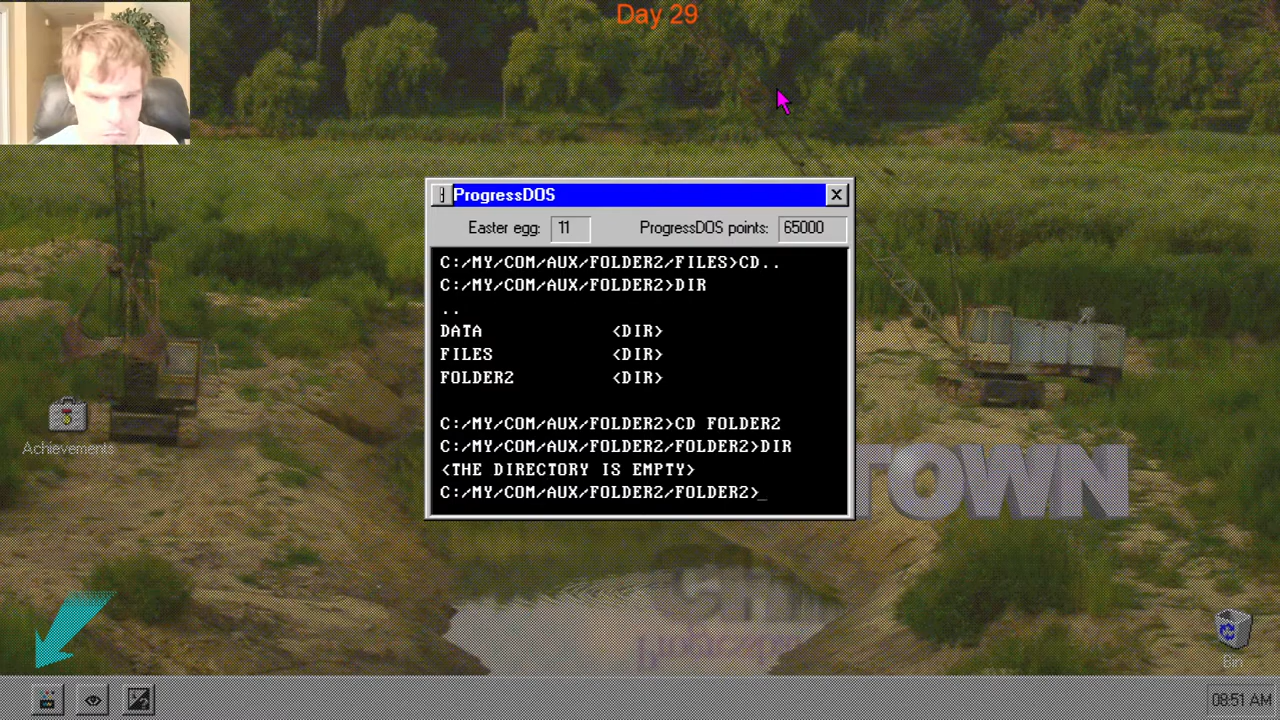 Day 29
ProgressDOS
Easter egg: 11 ProgressDOS points: 65000
C:/MY/COM/AUX/FOLDER2/FILES>CD..
C:/MY/COM/AUX/FOLDER2>DIR
..
DATA <DIR>
FILES <DIR>
FOLDER2 <DIR>
C:/MY/COM/AUX/FOLDER2>CD FOLDER2
C:/MY/COM/AUX/FOLDER2/FOLDER2>DIR
<THE DIRECTORY IS EMPTY>
C:/MY/COM/AUX/FOLDER2/FOLDER2>_
Achievements
TOWN
Bin
08:51 AM